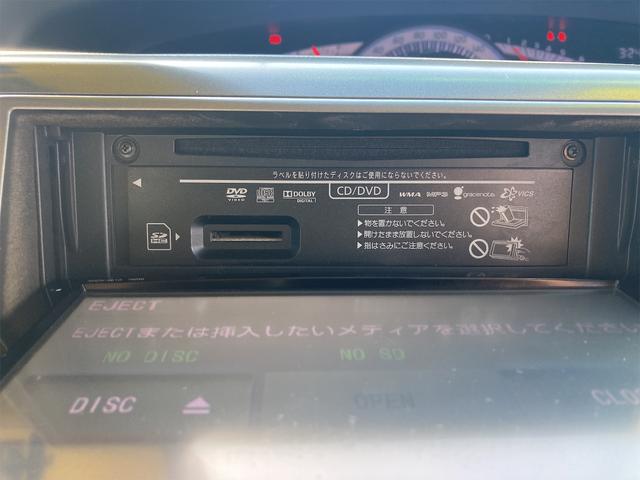 ラベルを貼り付けたディスクはご使用にならないでください。
DVD VIDEO DOLBY DIGITAL CD/DVD WMA MP3 gracenote VICS
注 意
▶物を置かないでください。
▶開けたまま放置しないでください。
▶指はさみにご注意ください。
SD
EJECT
EJECTまたは挿入したいメディアを選択してくださ
NO DISC NO SD
DISC OPEN CLO